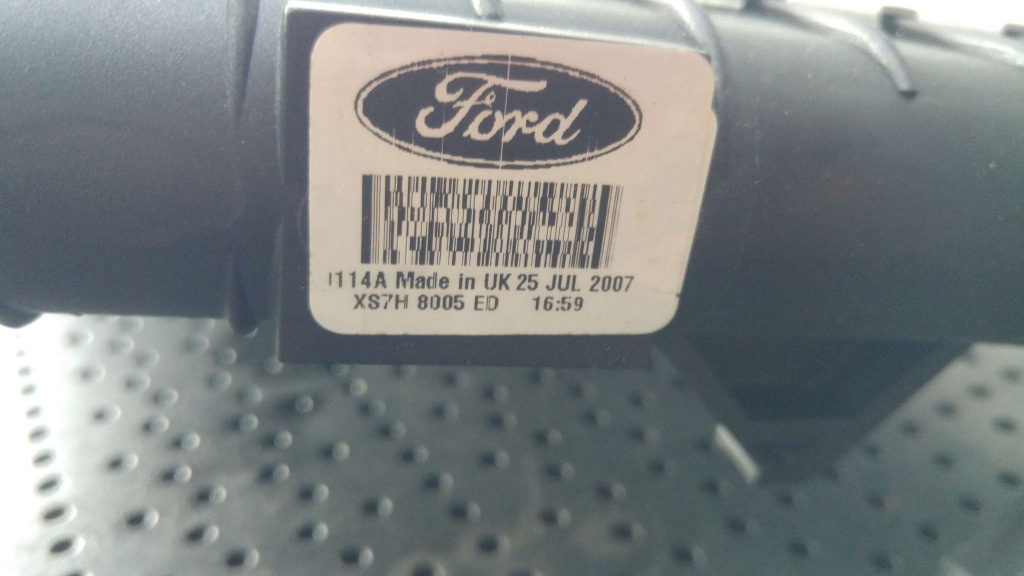 Ford
114A Made in UK 25 JUL 2007
XS7H 8005 ED 16:59